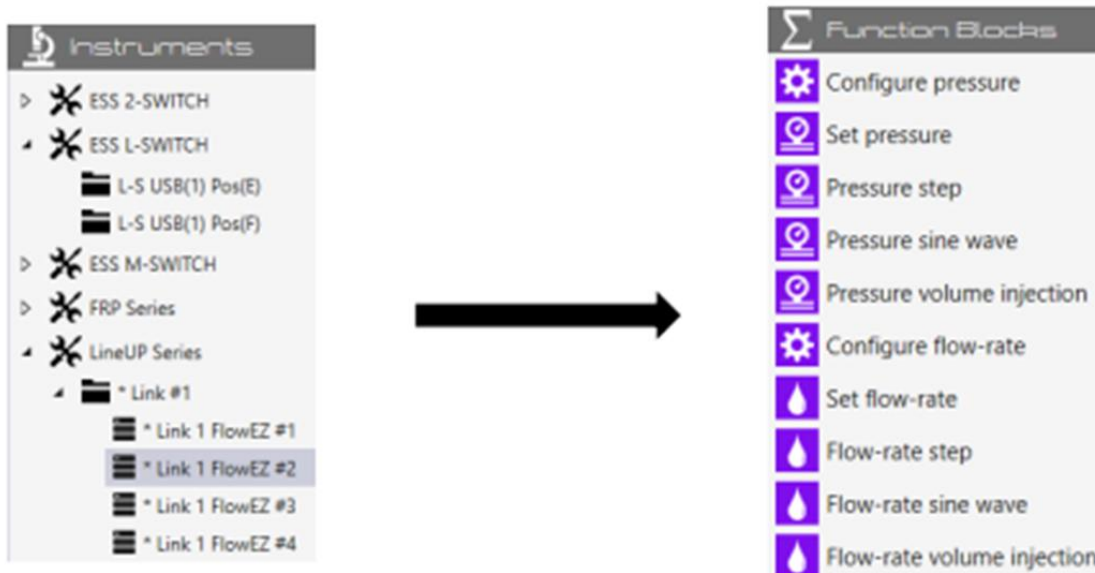 Instruments
ESS 2-SWITCH
ESS L-SWITCH
L-S USB(1) Pos(E)
L-S USB(1) Pos(F)
ESS M-SWITCH
FRP Series
LineUP Series
* Link #1
* Link 1 FlowEZ #1
* Link 1 FlowEZ #2
* Link 1 FlowEZ #3
* Link 1 FlowEZ #4
Σ Function Blocks
Configure pressure
Set pressure
Pressure step
Pressure sine wave
Pressure volume injection
Configure flow-rate
Set flow-rate
Flow-rate step
Flow-rate sine wave
Flow-rate volume injection